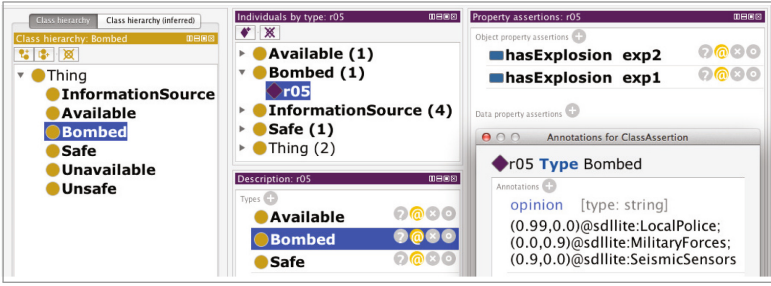 Class hierarchy
Class hierarchy (inferred)
Class hierarchy: Bombed
Thing
InformationSource
Available
Bombed
Safe
Unavailable
Unsafe
Individuals by type: r05
Available (1)
Bombed (1)
r05
InformationSource (4)
Safe (1)
Thing (2)
Description: r05
Types
Available
Bombed
Safe
Property assertions: r05
Object property assertions
hasExplosion exp2
hasExplosion exp1
Data property assertions
Annotations for ClassAssertion
r05 Type Bombed
Annotations
opinion [type: string]
(0.99,0.0)@sdllite:LocalPolice;
(0.0,0.9)@sdllite:MilitaryForces;
(0.9,0.0)@sdllite:SeismicSensors